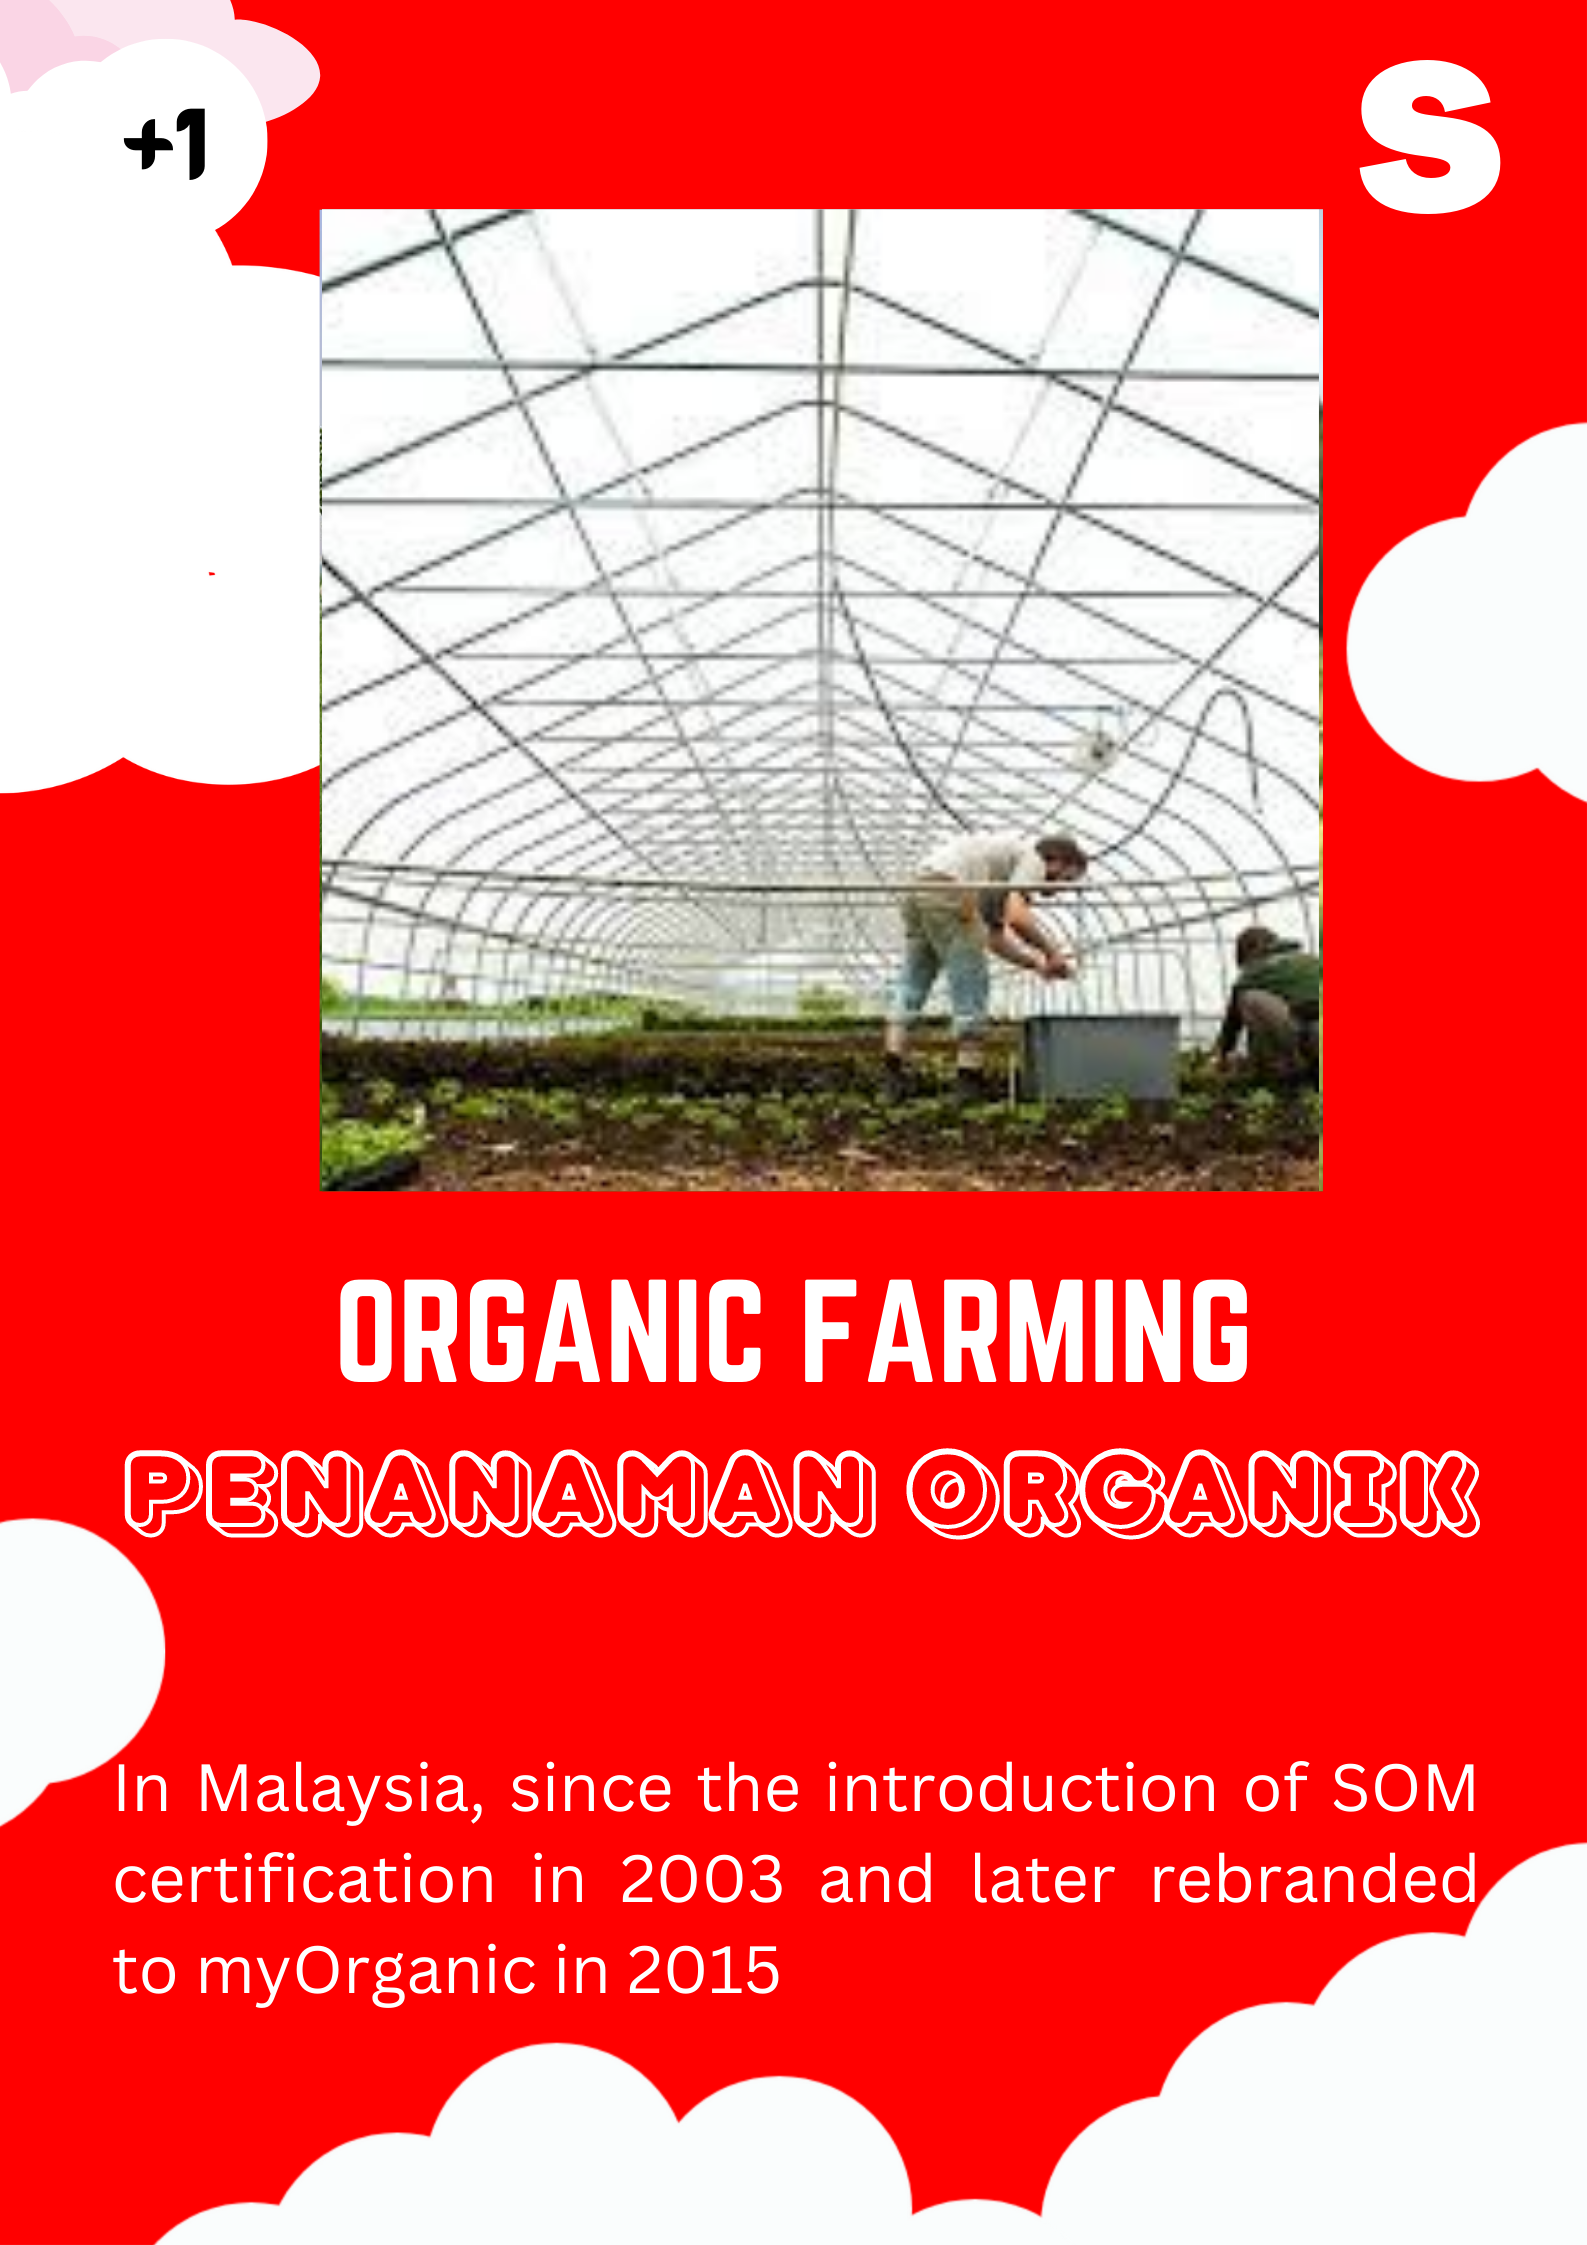 +1
S
ORGANIC FARMING
PENANAMAN ORGANIK
In Malaysia, since the introduction of SOM
certification in 2003 and later rebranded
to myOrganic in 2015